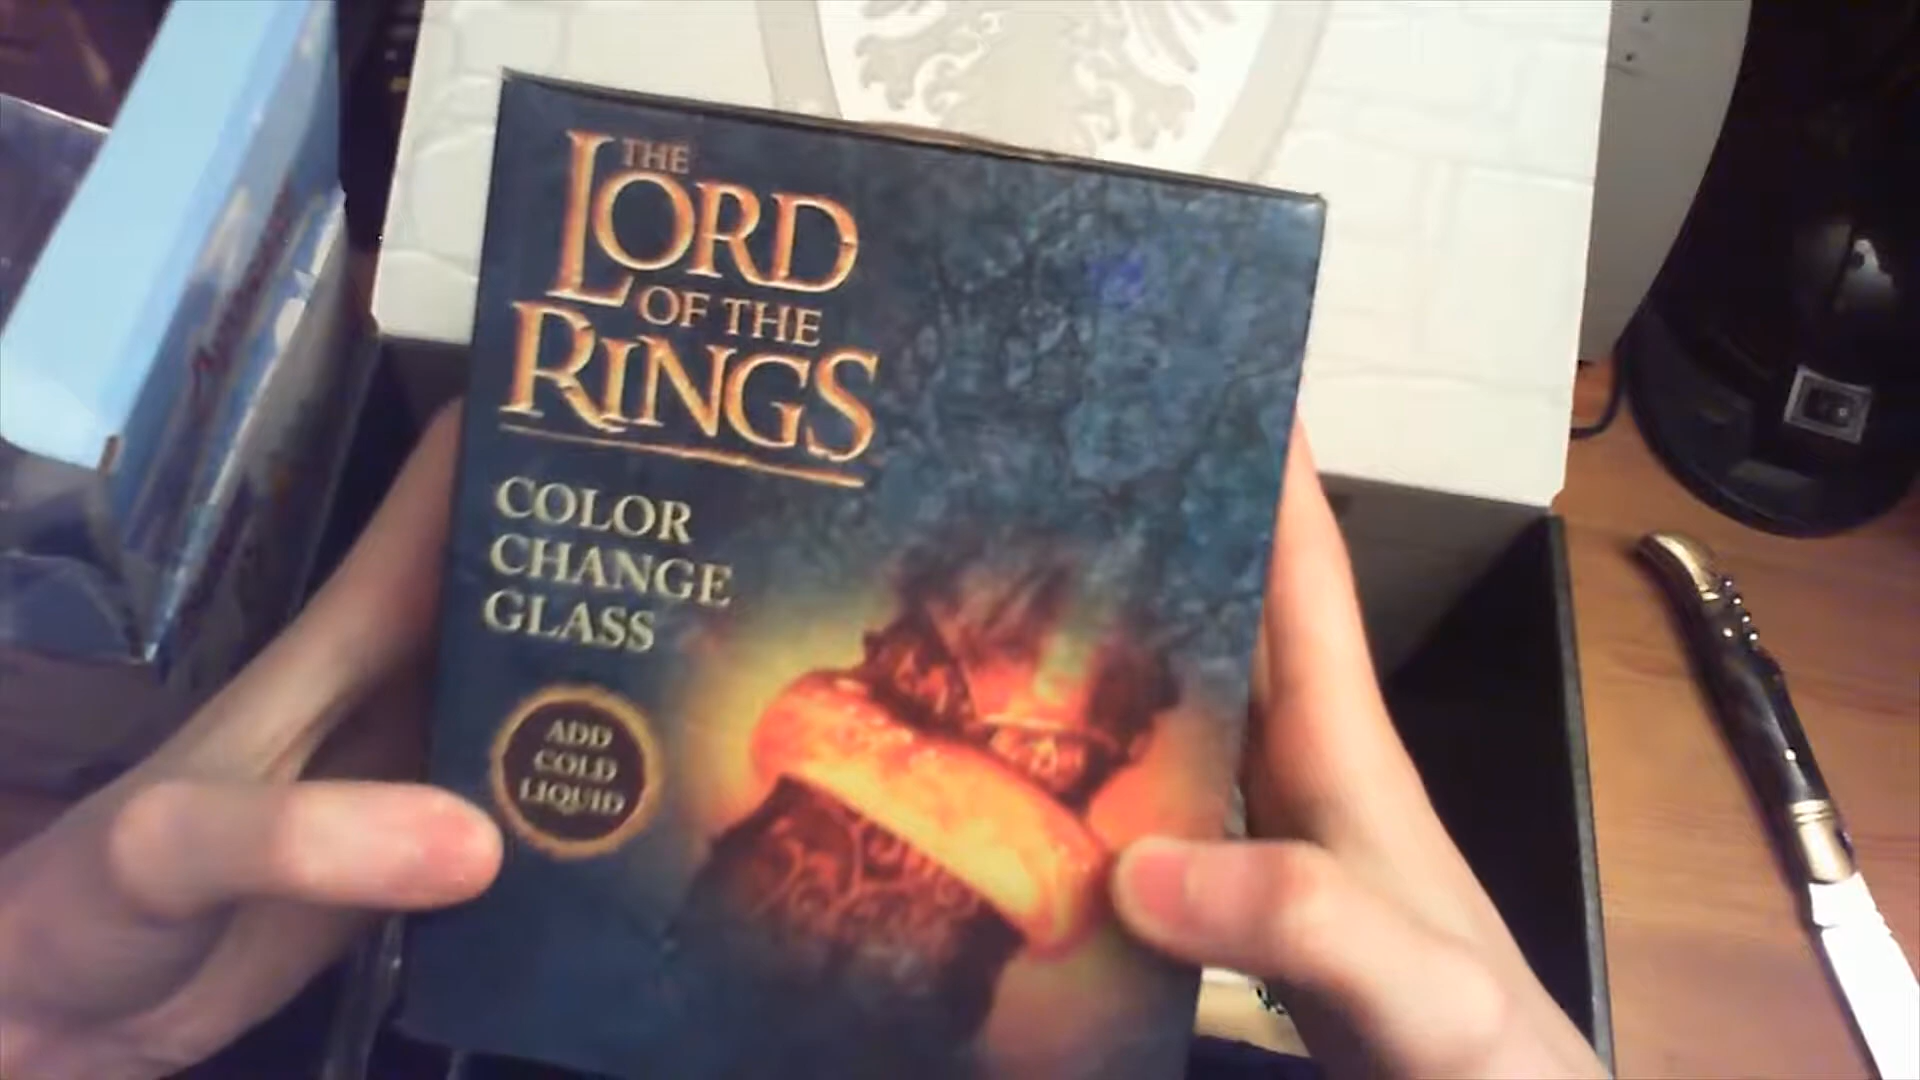 THE
LORD
OF THE
RINGS
COLOR
CHANGE
GLASS
ADD
COLD
LIQUID